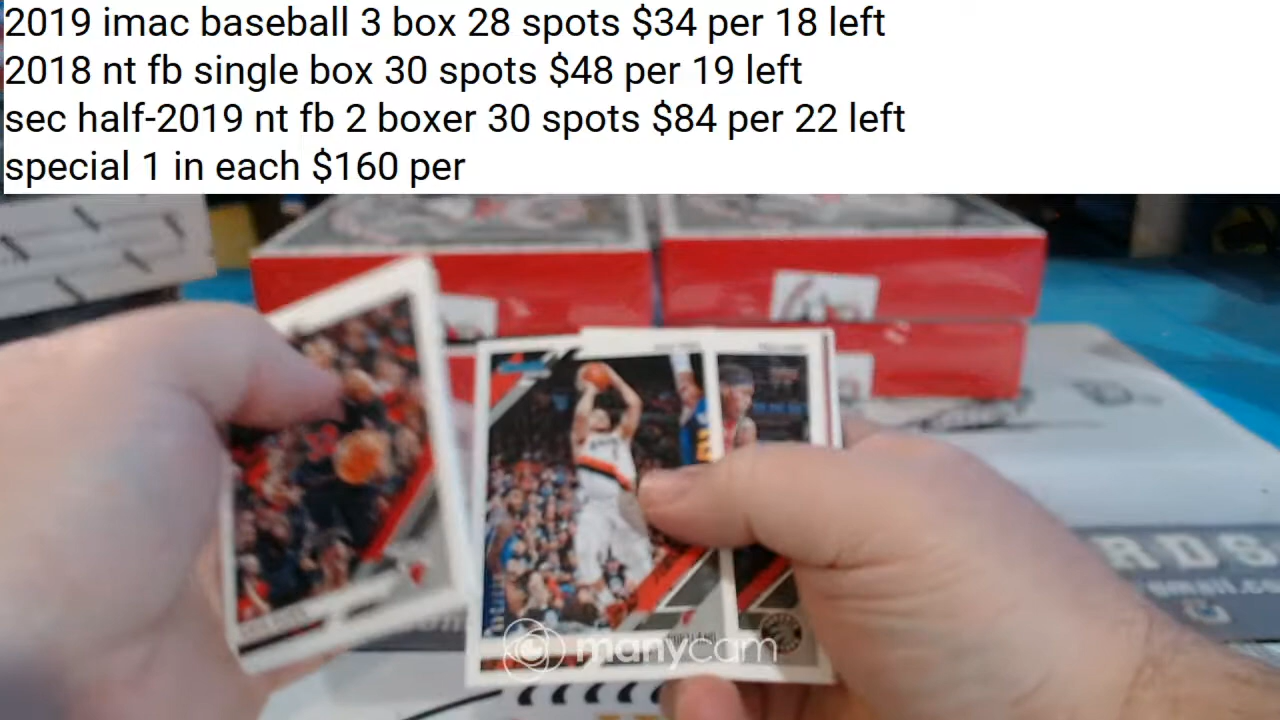 2019 imac baseball 3 box 28 spots $34 per 18 left
2018 nt fb single box 30 spots $48 per 19 left
sec half-2019 nt fb 2 boxer 30 spots $84 per 22 left
special 1 in each $160 per
RDS
manycam